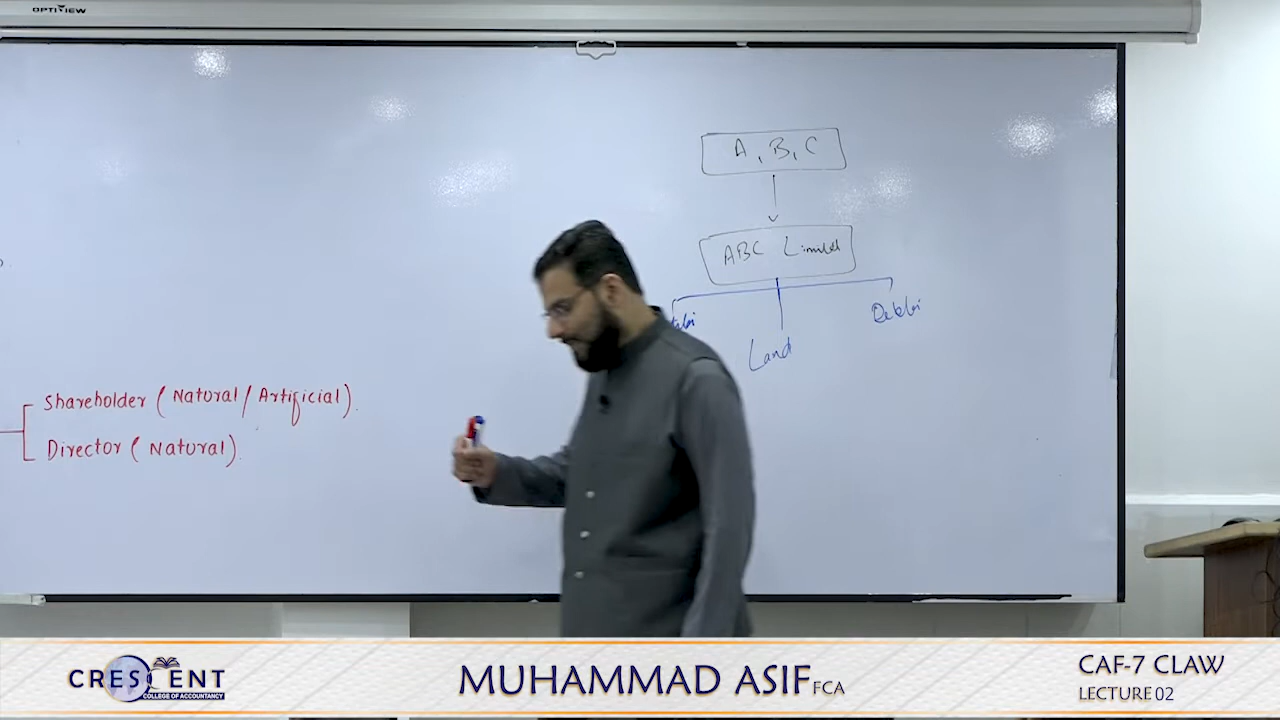 OPTIVIEW
A, B, C
ABC Limited
Land
Shareholder (Natural / Artificial).
Director (Natural).
CRESCENT
COLLEGE OF ACCOUNTANCY
MUHAMMAD ASIF FCA
CAF-7 CLAW
LECTURE 02